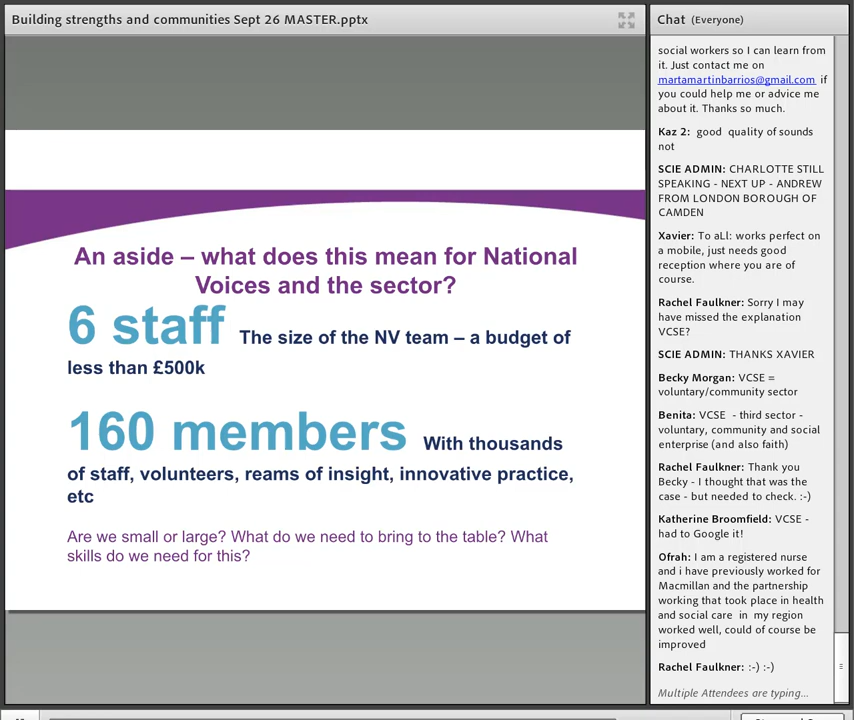 Building strengths and communities Sept 26 MASTER.pptx
An aside – what does this mean for National
Voices and the sector?
6 staff The size of the NV team – a budget of
less than £500k
160 members With thousands
of staff, volunteers, reams of insight, innovative practice,
etc
Are we small or large? What do we need to bring to the table? What
skills do we need for this?
Chat (Everyone)
social workers so I can learn from
it. Just contact me on
martamartinbarrios@gmail.com if
you could help me or advice me
about it. Thanks so much.
Kaz 2: good quality of sounds
not
SCIE ADMIN: CHARLOTTE STILL
SPEAKING - NEXT UP - ANDREW
FROM LONDON BOROUGH OF
CAMDEN
Xavier: To aLl: works perfect on
a mobile, just needs good
reception where you are of
course.
Rachel Faulkner: Sorry I may
have missed the explanation
VCSE?
SCIE ADMIN: THANKS XAVIER
Becky Morgan: VCSE =
voluntary/community sector
Benita: VCSE - third sector -
voluntary, community and social
enterprise (and also faith)
Rachel Faulkner: Thank you
Becky - I thought that was the
case - but needed to check. :-)
Katherine Broomfield: VCSE -
had to Google it!
Ofrah: I am a registered nurse
and i have previously worked for
Macmillan and the partnership
working that took place in health
and social care in my region
worked well, could of course be
improved
Rachel Faulkner: :-) :-)
Multiple Attendees are typing...